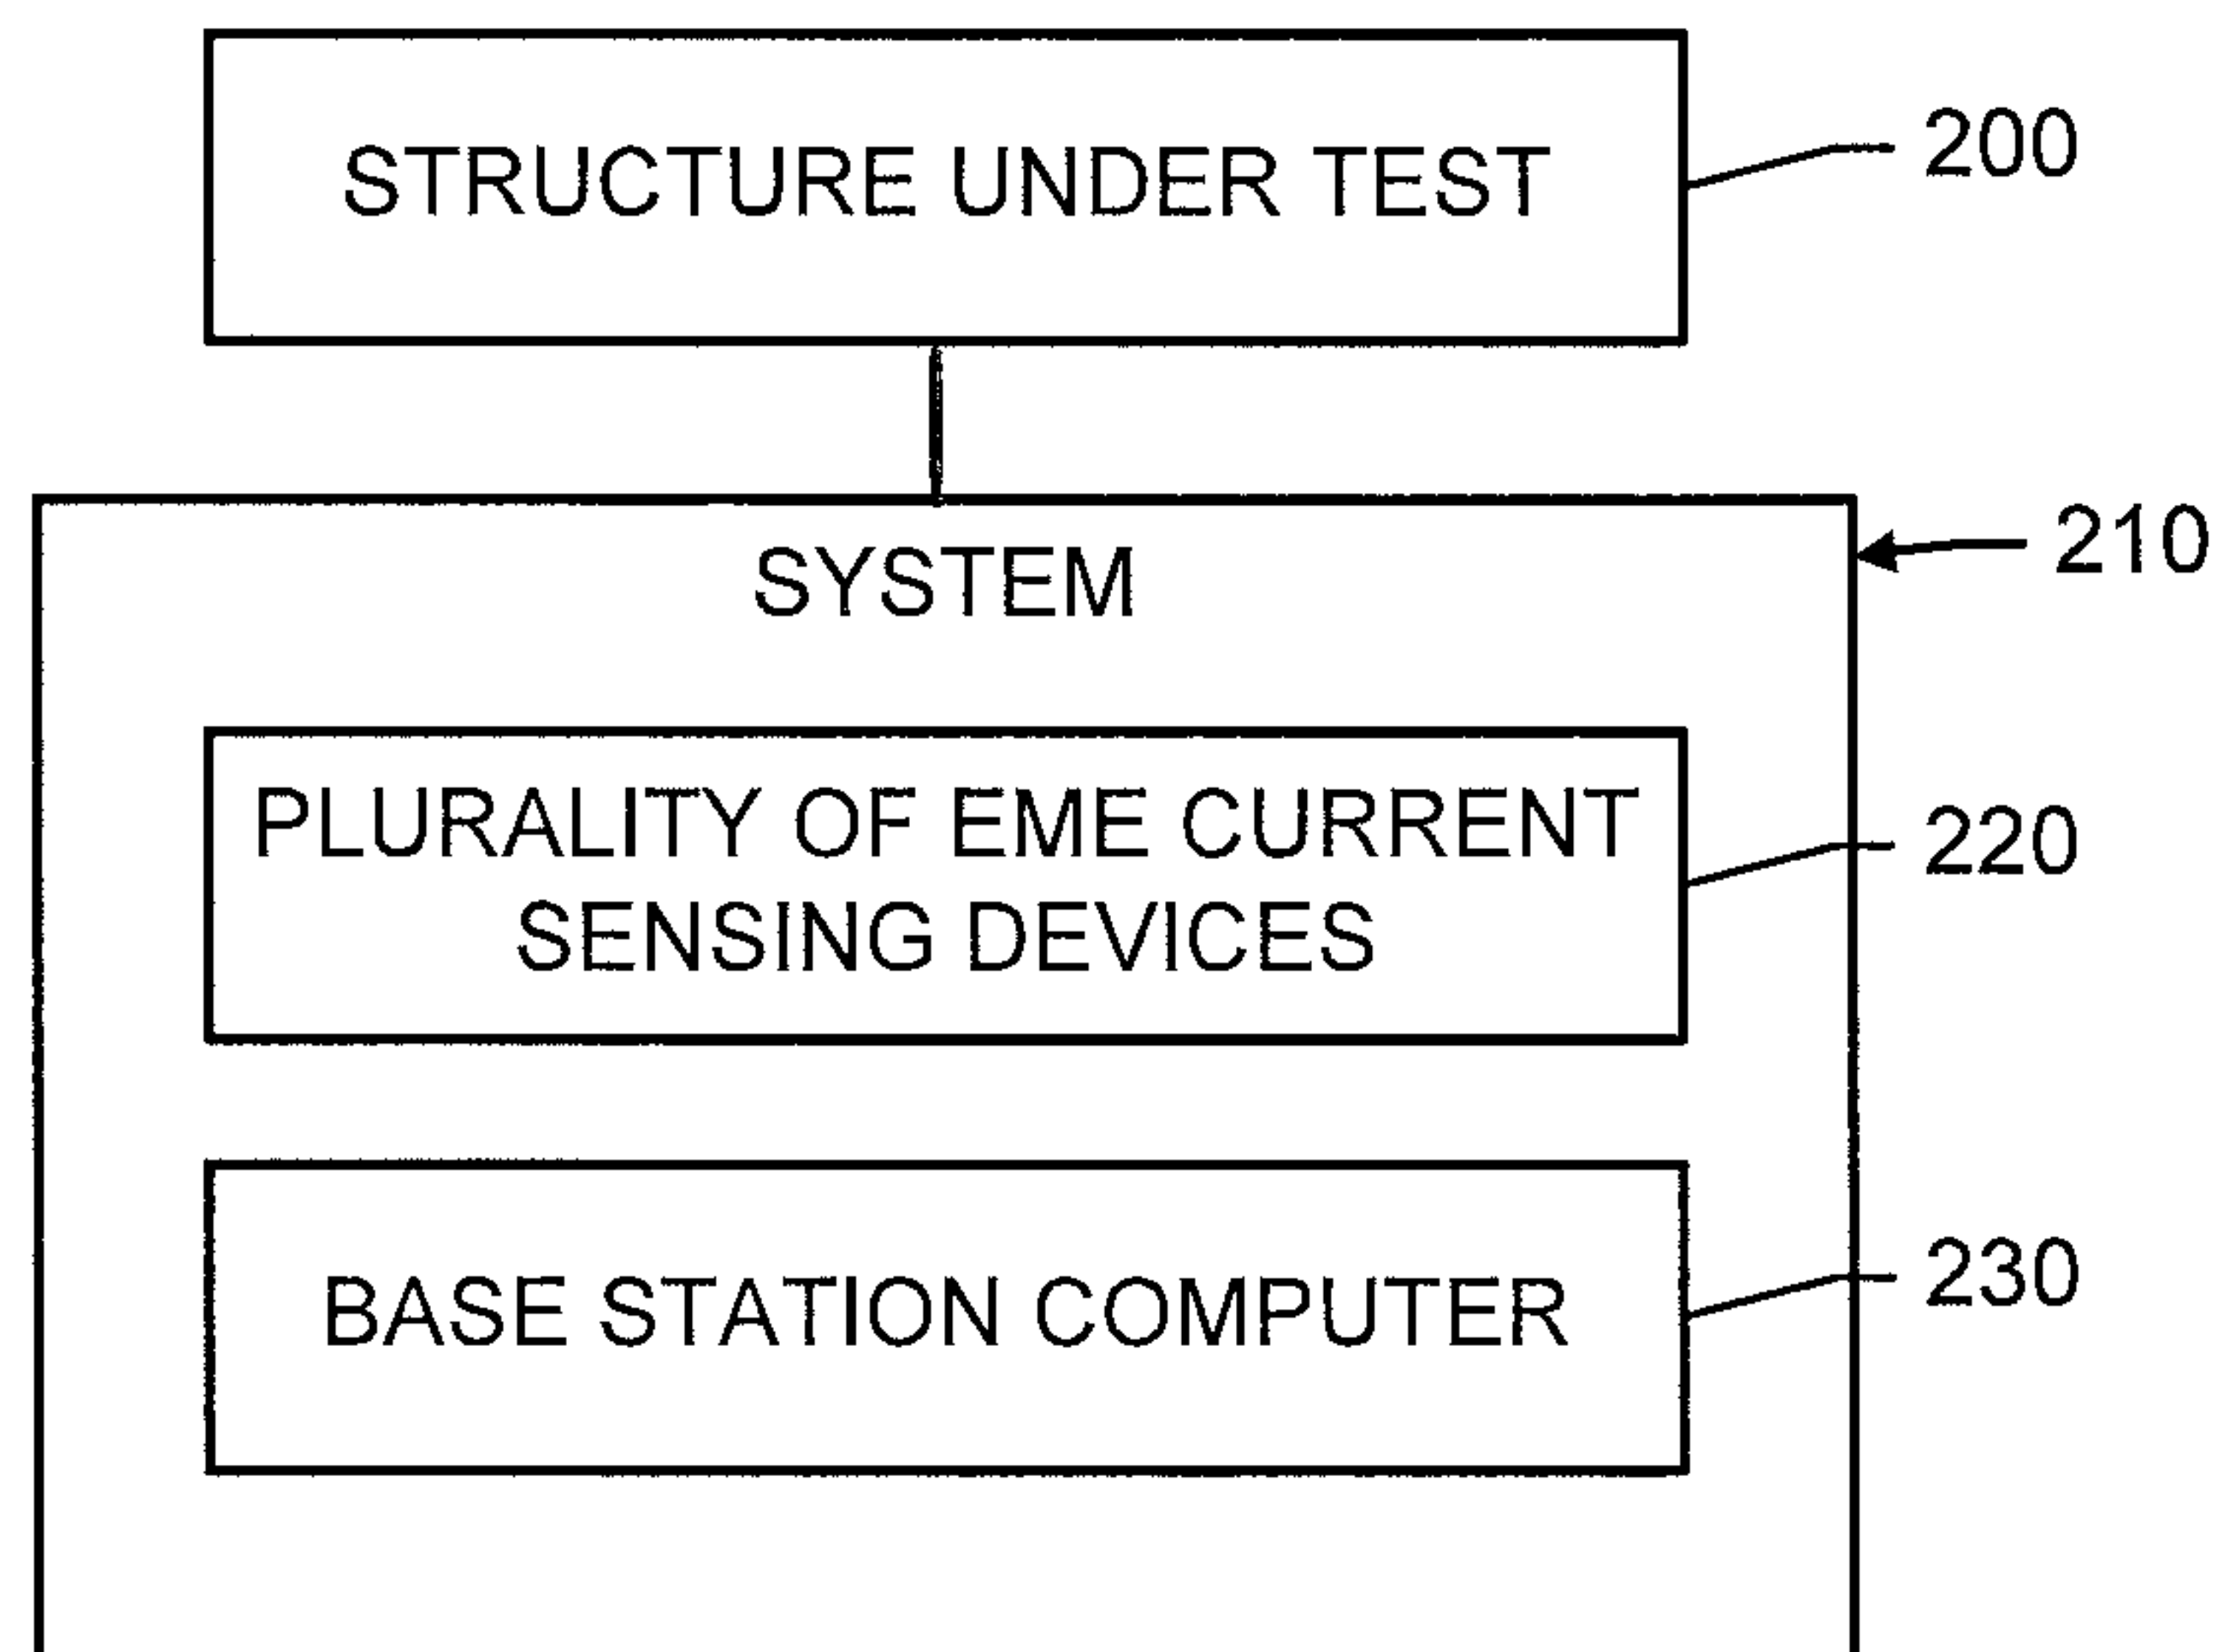 STRUCTURE UNDER TEST
200
SYSTEM
210
PLURALITY OF EME CURRENT
SENSING DEVICES
220
BASE STATION COMPUTER
230